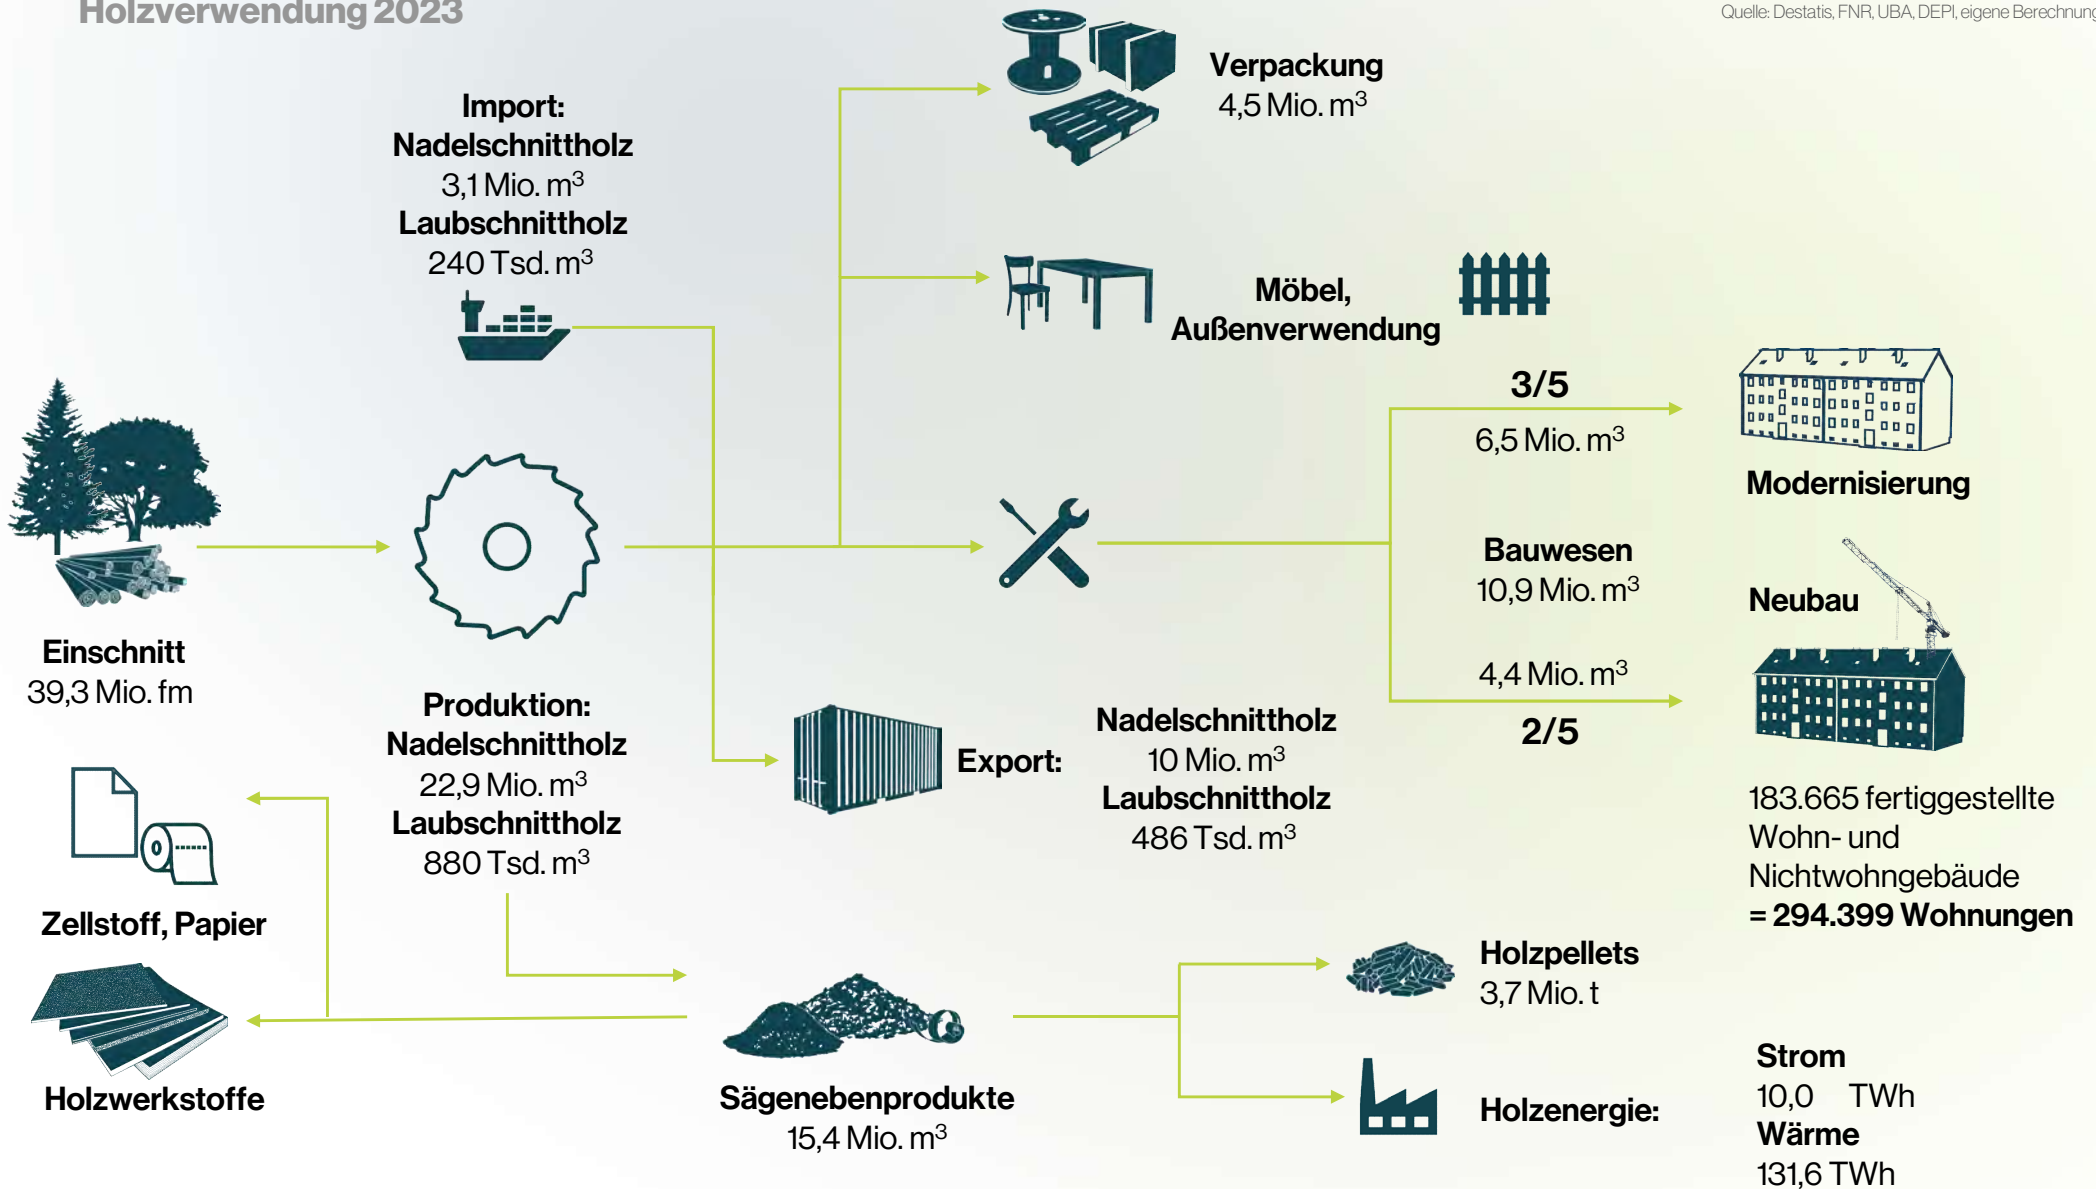 Holzverwendung 2023
Quelle: Destatis, FNR, UBA, DEPI, eigene Berechnung
Import:
Nadelschnittholz
3,1 Mio. m³
Laubschnittholz
240 Tsd. m³
Verpackung
4,5 Mio. m³
Möbel,
Außenverwendung
3/5
6,5 Mio. m³
Modernisierung
Bauwesen
10,9 Mio. m³
4,4 Mio. m³
2/5
Neubau
183.665 fertiggestellte
Wohn- und
Nichtwohngebäude
= 294.399 Wohnungen
Einschnitt
39,3 Mio. fm
Produktion:
Nadelschnittholz
22,9 Mio. m³
Laubschnittholz
880 Tsd. m³
Export:
Nadelschnittholz
10 Mio. m³
Laubschnittholz
486 Tsd. m³
Zellstoff, Papier
Holzwerkstoffe
Sägenebenprodukte
15,4 Mio. m³
Holzpellets
3,7 Mio. t
Holzenergie:
Strom
10,0 TWh
Wärme
131,6 TWh